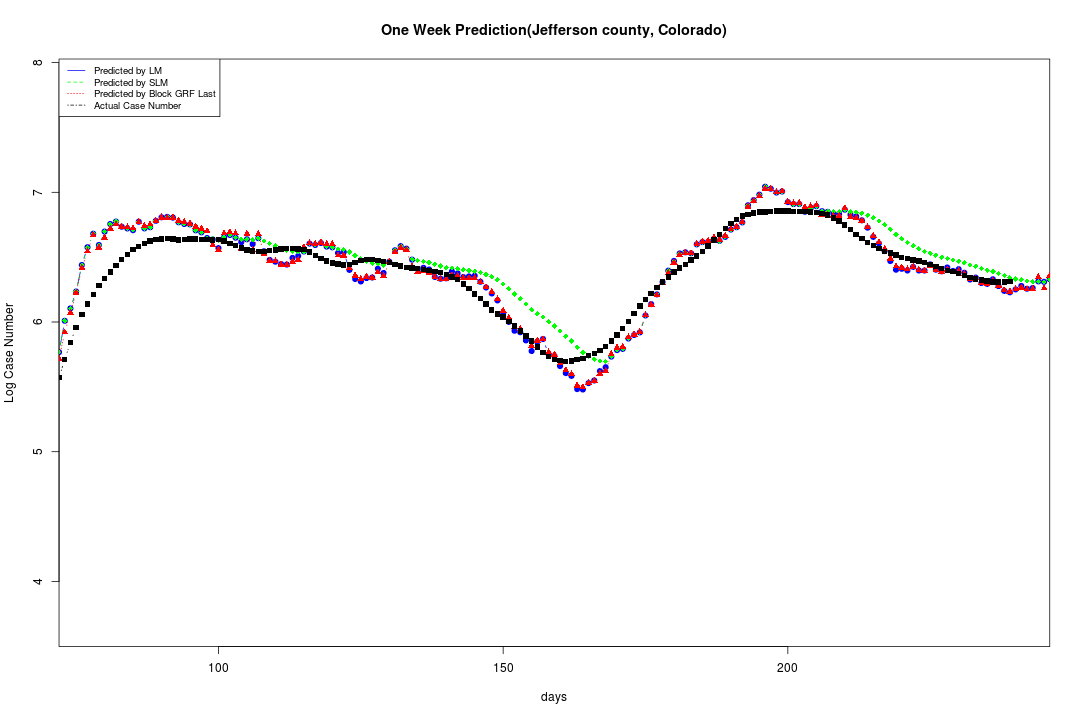 One Week Prediction(Jefferson county, Colorado)
Predicted by LM
Predicted by SLM
Predicted by Block GRF Last
Actual Case Number
8
7
6
5
4
Log Case Number
100
150
200
days